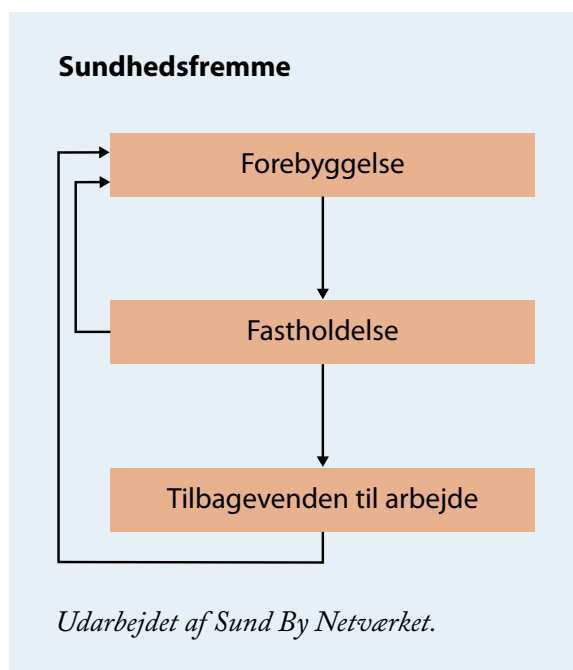 Sundhedsfremme
Forebyggelse
Fastholdelse
Tilbagevenden til arbejde
Udarbejdet af Sund By Netværket.